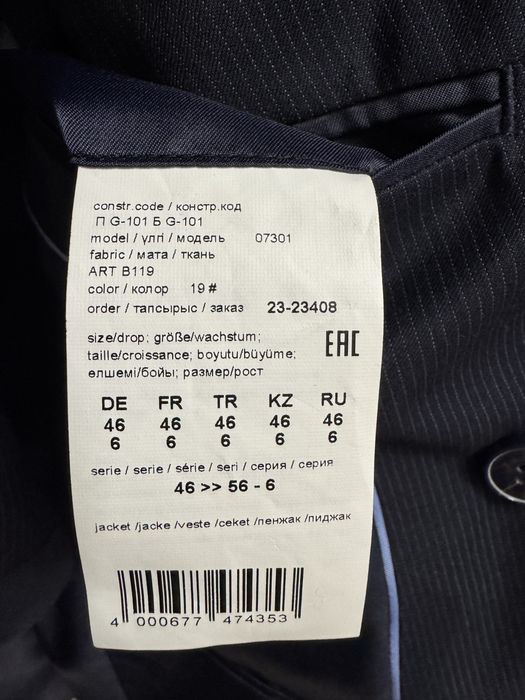 constr.code / констр.код
П G-101 Б G-101
model / үлгі / модель 07301
fabric / мата / ткань
ART B119
color / колор 19 #
order / тапсырыс / заказ 23-23408
size/drop; größe/wachstum;
taille/croissance; boyutu/büyüme;
өлшемі/бойы; размер/рост
EAC
DE FR TR KZ RU
46 46 46 46 46
6 6 6 6 6
serie / serie / série / seri / серия / серия
46 >> 56 - 6
jacket /jacke /veste /ceket /пенжак /пиджак
4 000677 474353